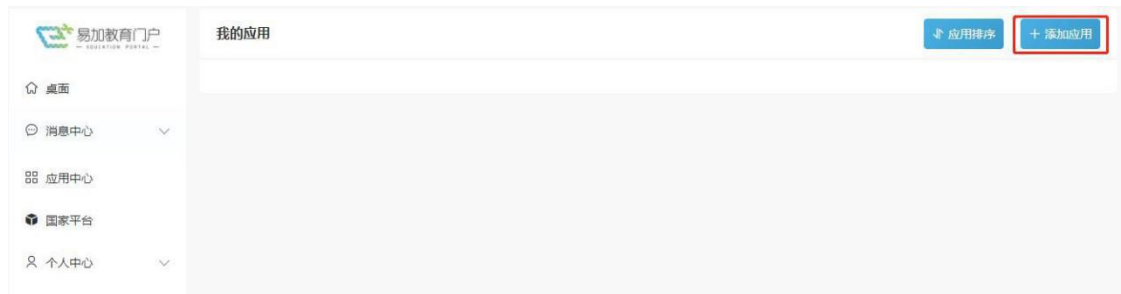 易加教育门户
— EDUCATION PORTAL —
我的应用
应用排序
+ 添加应用
桌面
消息中心
应用中心
国家平台
个人中心